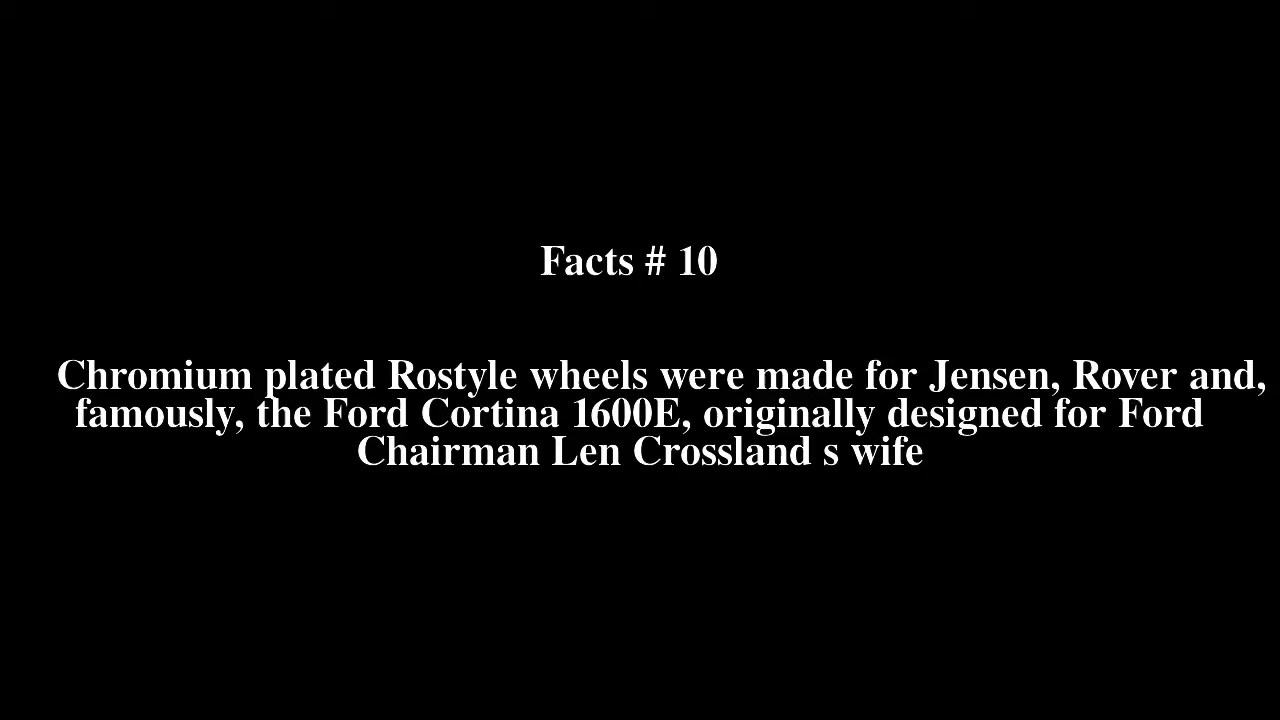 Facts # 10
Chromium plated Rostyle wheels were made for Jensen, Rover and,
famously, the Ford Cortina 1600E, originally designed for Ford
Chairman Len Crossland s wife